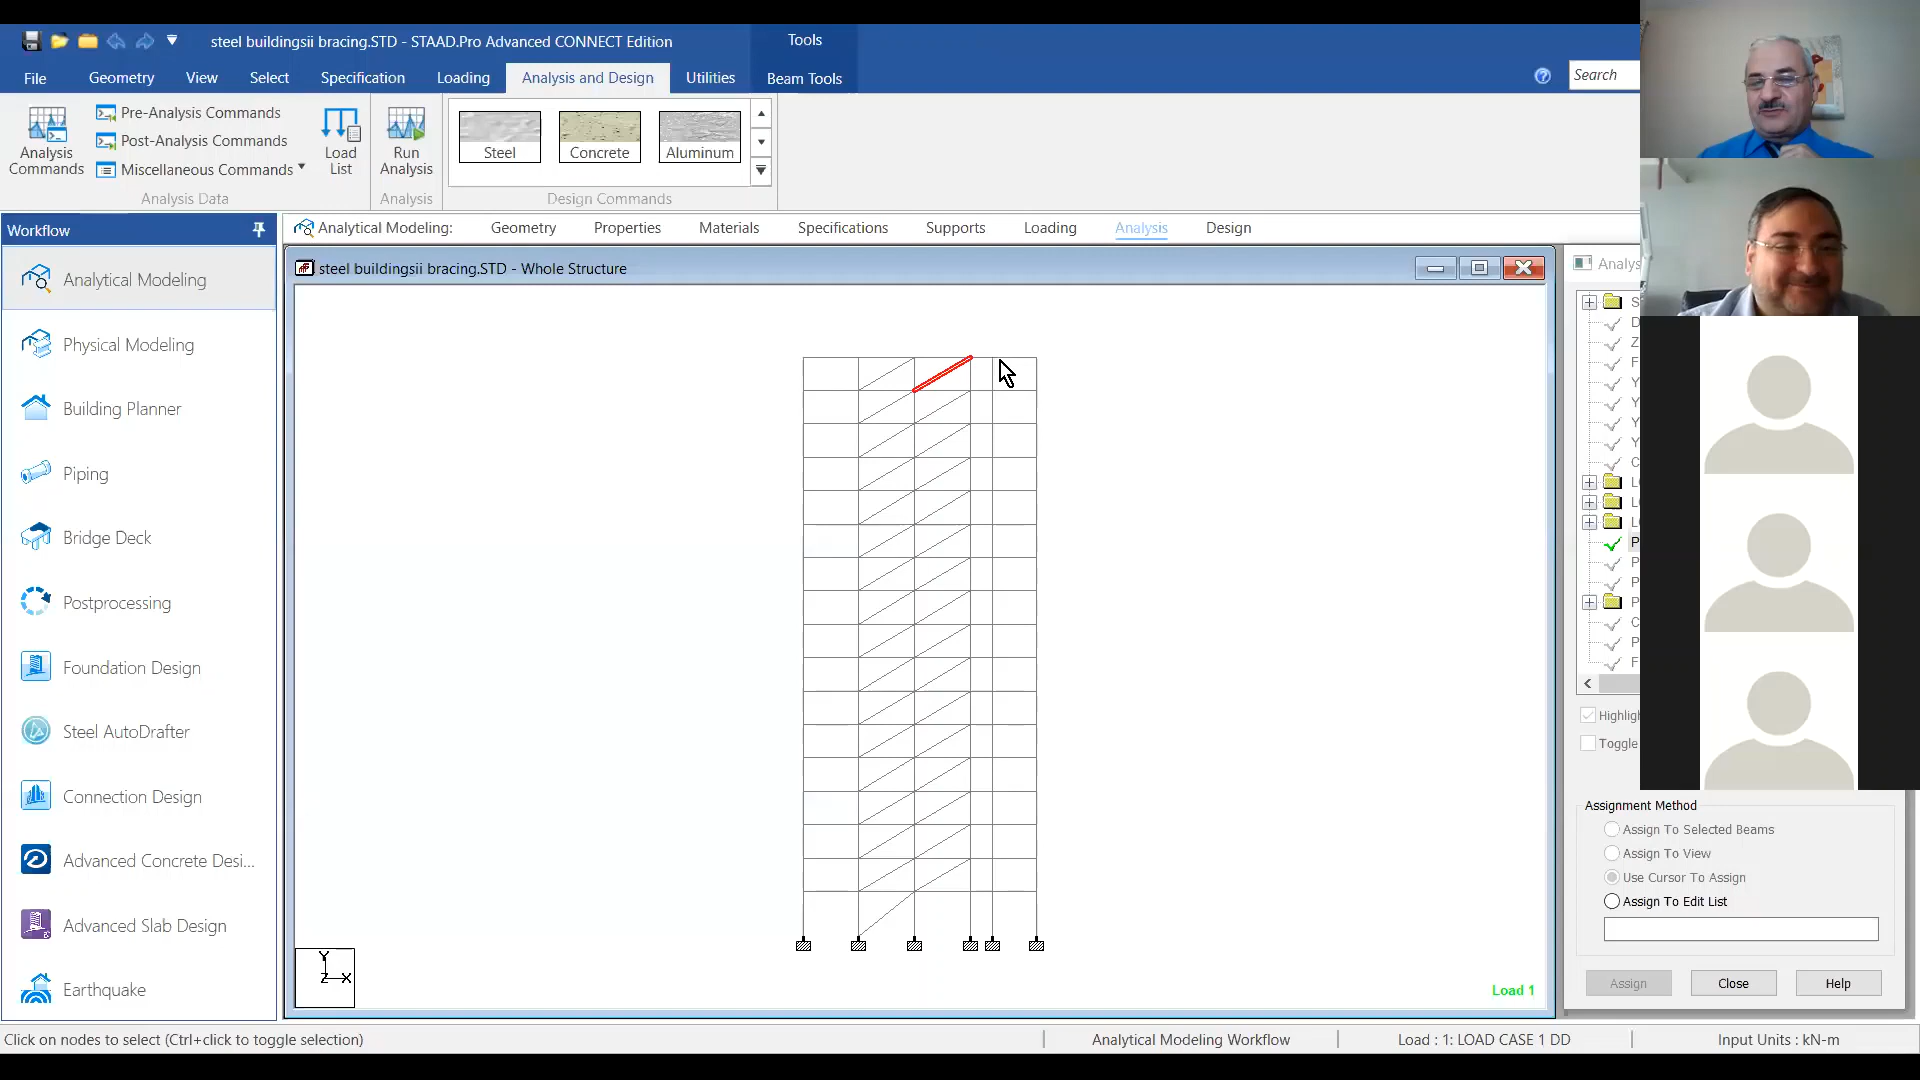 steel buildingsii bracing.STD - STAAD.Pro Advanced CONNECT Edition
Tools
File
Geometry
View
Select
Specification
Loading
Analysis and Design
Utilities
Beam Tools
Search
Analysis Commands
Pre-Analysis Commands
Post-Analysis Commands
Miscellaneous Commands
Load List
Run Analysis
Steel
Concrete
Aluminum
Analysis Data
Analysis
Design Commands
Workflow
Analytical Modeling:
Geometry
Properties
Materials
Specifications
Supports
Loading
Analysis
Design
steel buildingsii bracing.STD - Whole Structure
Analytical Modeling
Physical Modeling
Building Planner
Piping
Bridge Deck
Postprocessing
Foundation Design
Steel AutoDrafter
Connection Design
Advanced Concrete Desi...
Advanced Slab Design
Earthquake
Y
Z
X
Load 1
Analys
S
D
Z
F
Y
Y
Y
Y
C
L
L
L
P
P
P
P
C
P
F
Highligh
Toggle
Assignment Method
Assign To Selected Beams
Assign To View
Use Cursor To Assign
Assign To Edit List
Assign
Close
Help
Click on nodes to select (Ctrl+click to toggle selection)
Analytical Modeling Workflow
Load : 1: LOAD CASE 1 DD
Input Units : kN-m